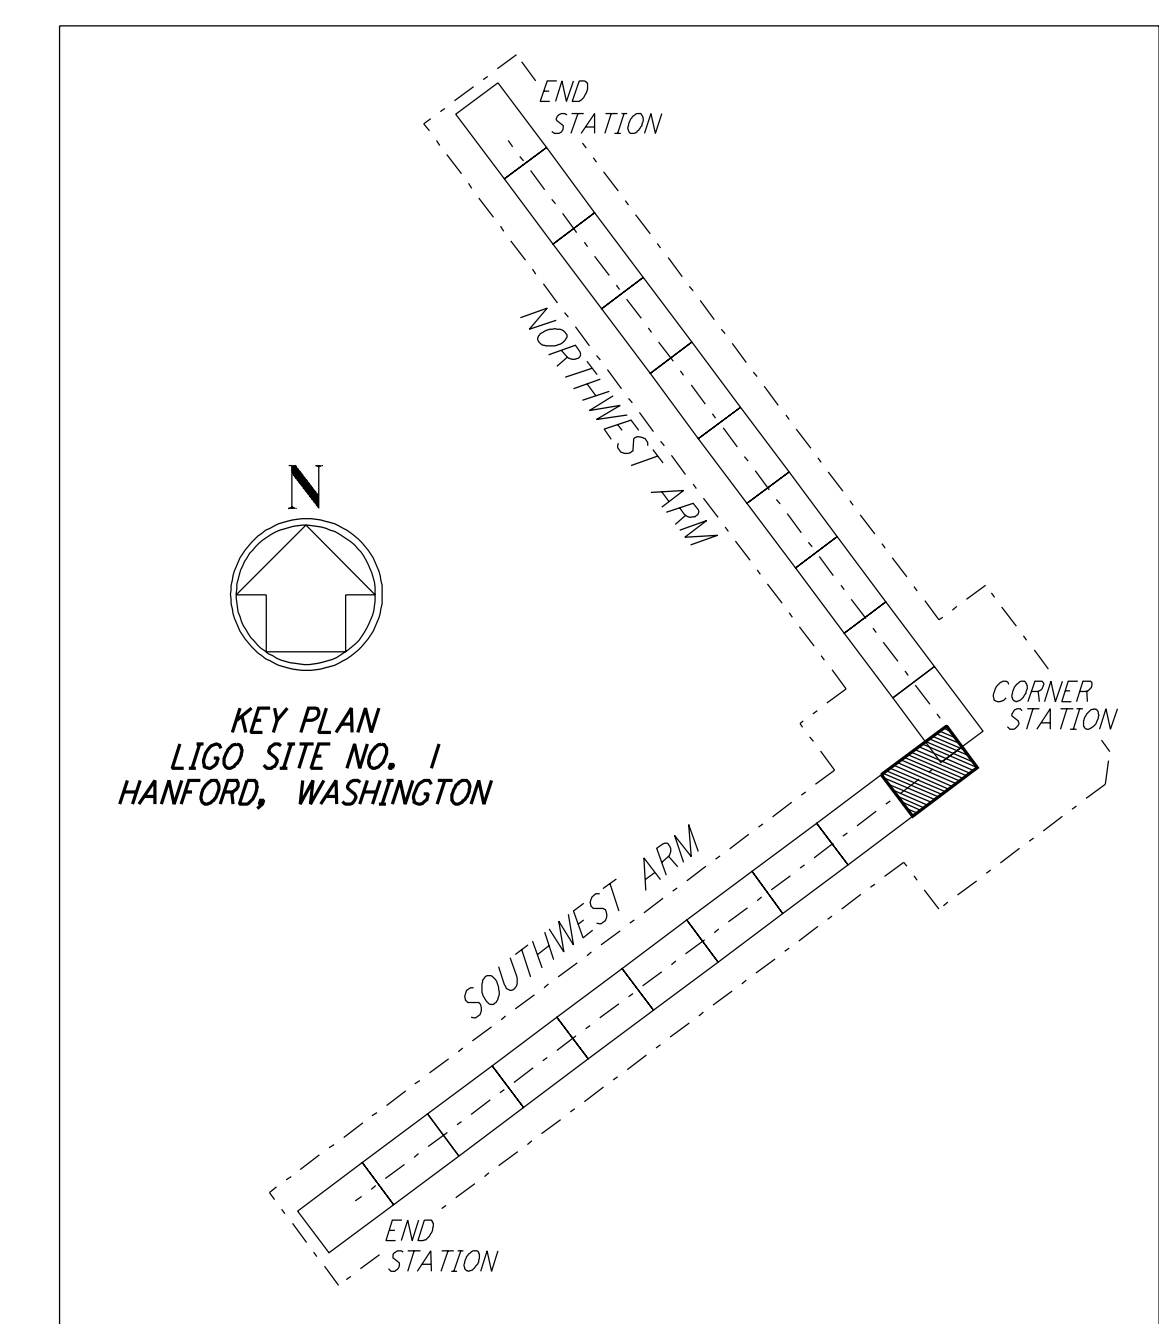 END
STATION
NORTHWEST ARM
N
KEY PLAN
LIGO SITE NO. 1
HANFORD, WASHINGTON
CORNER
STATION
SOUTHWEST ARM
END
STATION